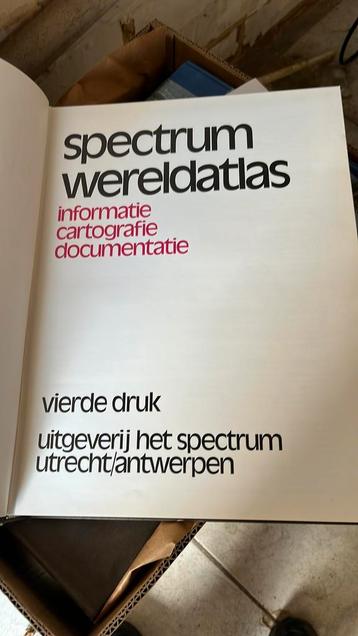 spectrum
wereldatlas
informatie
cartografie
documentatie
vierde druk
uitgeverij het spectrum
utrecht/antwerpen